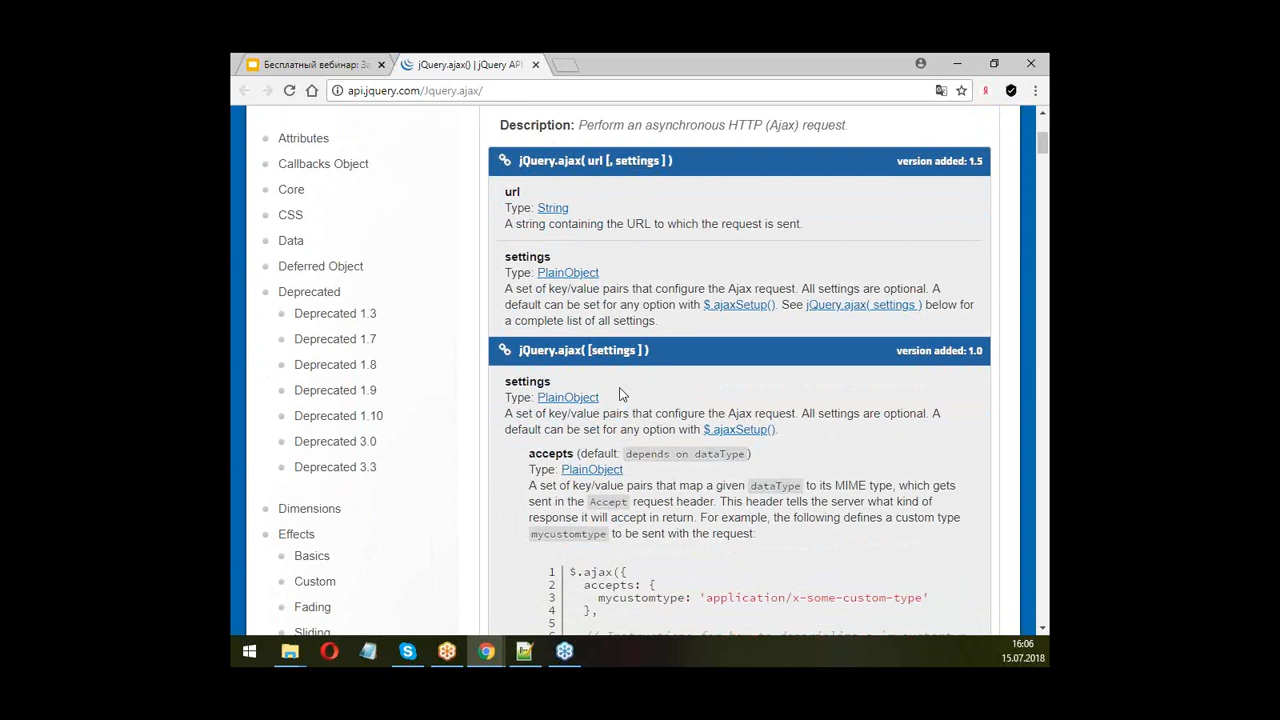 Бесплатный вебинар: За
jQuery.ajax() | jQuery API
api.jquery.com/Jquery.ajax/
Attributes
Callbacks Object
Core
CSS
Data
Deferred Object
Deprecated
Deprecated 1.3
Deprecated 1.7
Deprecated 1.8
Deprecated 1.9
Deprecated 1.10
Deprecated 3.0
Deprecated 3.3
Dimensions
Effects
Basics
Custom
Fading
Sliding
Description: Perform an asynchronous HTTP (Ajax) request.
jQuery.ajax( url [, settings ] ) version added: 1.5
url
Type: String
A string containing the URL to which the request is sent.
settings
Type: PlainObject
A set of key/value pairs that configure the Ajax request. All settings are optional. A
default can be set for any option with $.ajaxSetup(). See jQuery.ajax( settings ) below for
a complete list of all settings.
jQuery.ajax( [settings ] ) version added: 1.0
settings
Type: PlainObject
A set of key/value pairs that configure the Ajax request. All settings are optional. A
default can be set for any option with $.ajaxSetup().
accepts (default: depends on dataType)
Type: PlainObject
A set of key/value pairs that map a given dataType to its MIME type, which gets
sent in the Accept request header. This header tells the server what kind of
response it will accept in return. For example, the following defines a custom type
mycustomtype to be sent with the request:
1 $.ajax({
2 accepts: {
3 mycustomtype: 'application/x-some-custom-type'
4 },
5
16:06
15.07.2018